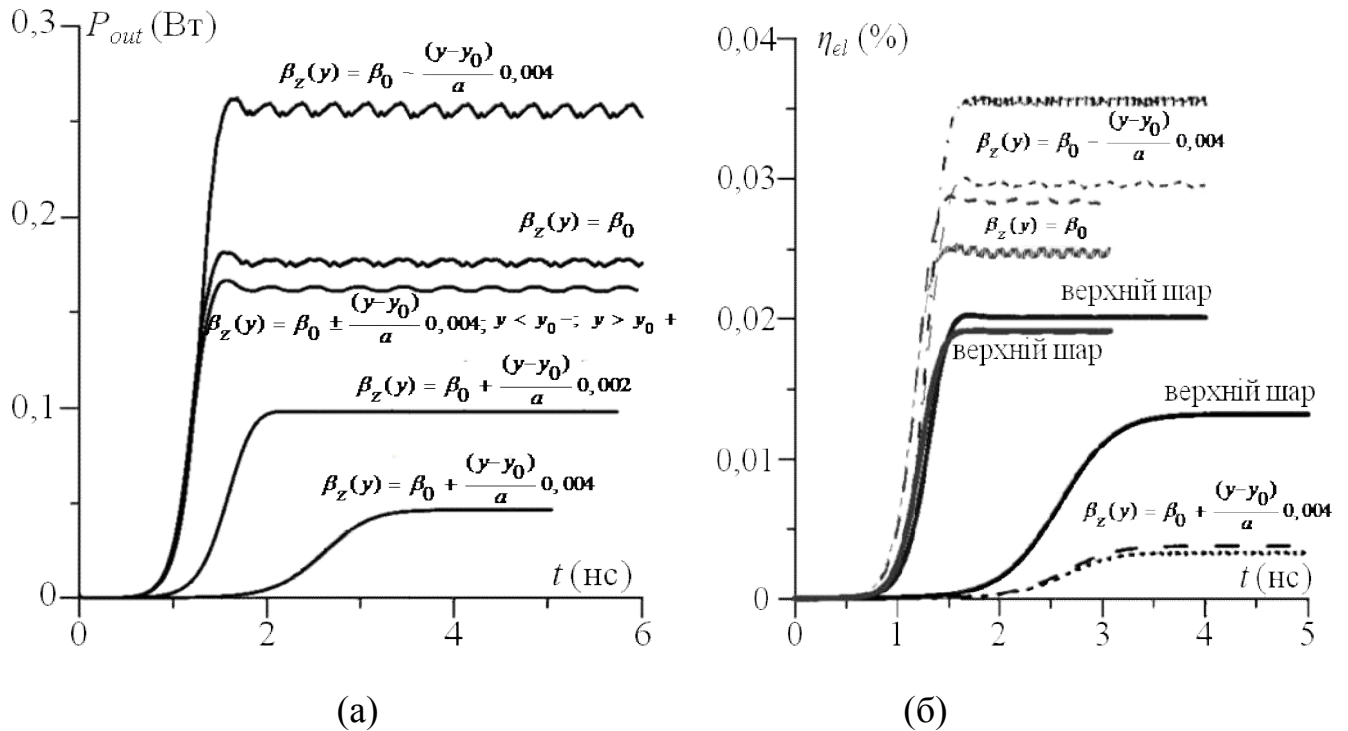 0,3
P_out (Вт)
β_z(y) = β_0 − (y−y_0)/a 0,004
0,2
β_z(y) = β_0
β_z(y) = β_0 ± (y−y_0)/a 0,004; y < y_0 −; y > y_0 +
β_z(y) = β_0 + (y−y_0)/a 0,002
0,1
β_z(y) = β_0 + (y−y_0)/a 0,004
t (нс)
0
0 2 4 6
(а)
0,04
η_el (%)
β_z(y) = β_0 − (y−y_0)/a 0,004
0,03
β_z(y) = β_0
верхній шар
0,02
верхній шар
верхній шар
0,01
β_z(y) = β_0 + (y−y_0)/a 0,004
t (нс)
0
0 1 2 3 4 5
(б)